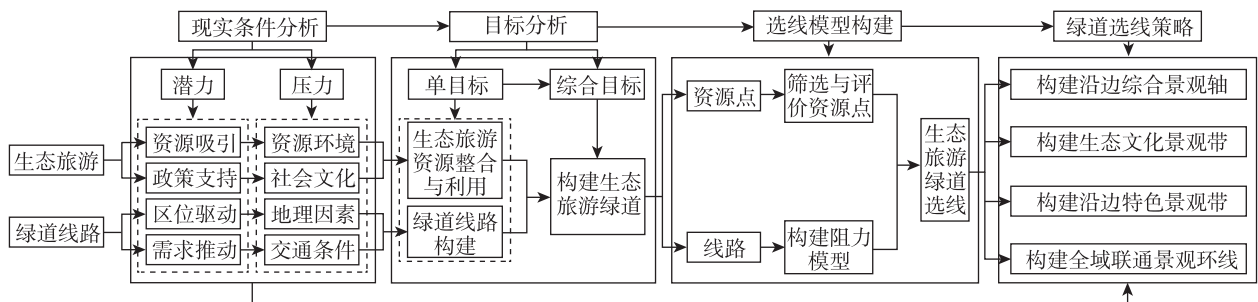 现实条件分析
目标分析
选线模型构建
绿道选线策略
潜力
压力
单目标
综合目标
生态旅游
绿道线路
资源吸引
政策支持
区位驱动
需求推动
资源环境
社会文化
地理因素
交通条件
生态旅游
资源整合
与利用
绿道线路
构建
构建生态
旅游绿道
资源点
筛选与评
价资源点
线路
构建阻力
模型
生态
旅游
绿道
选线
构建沿边综合景观轴
构建生态文化景观带
构建沿边特色景观带
构建全域联通景观环线